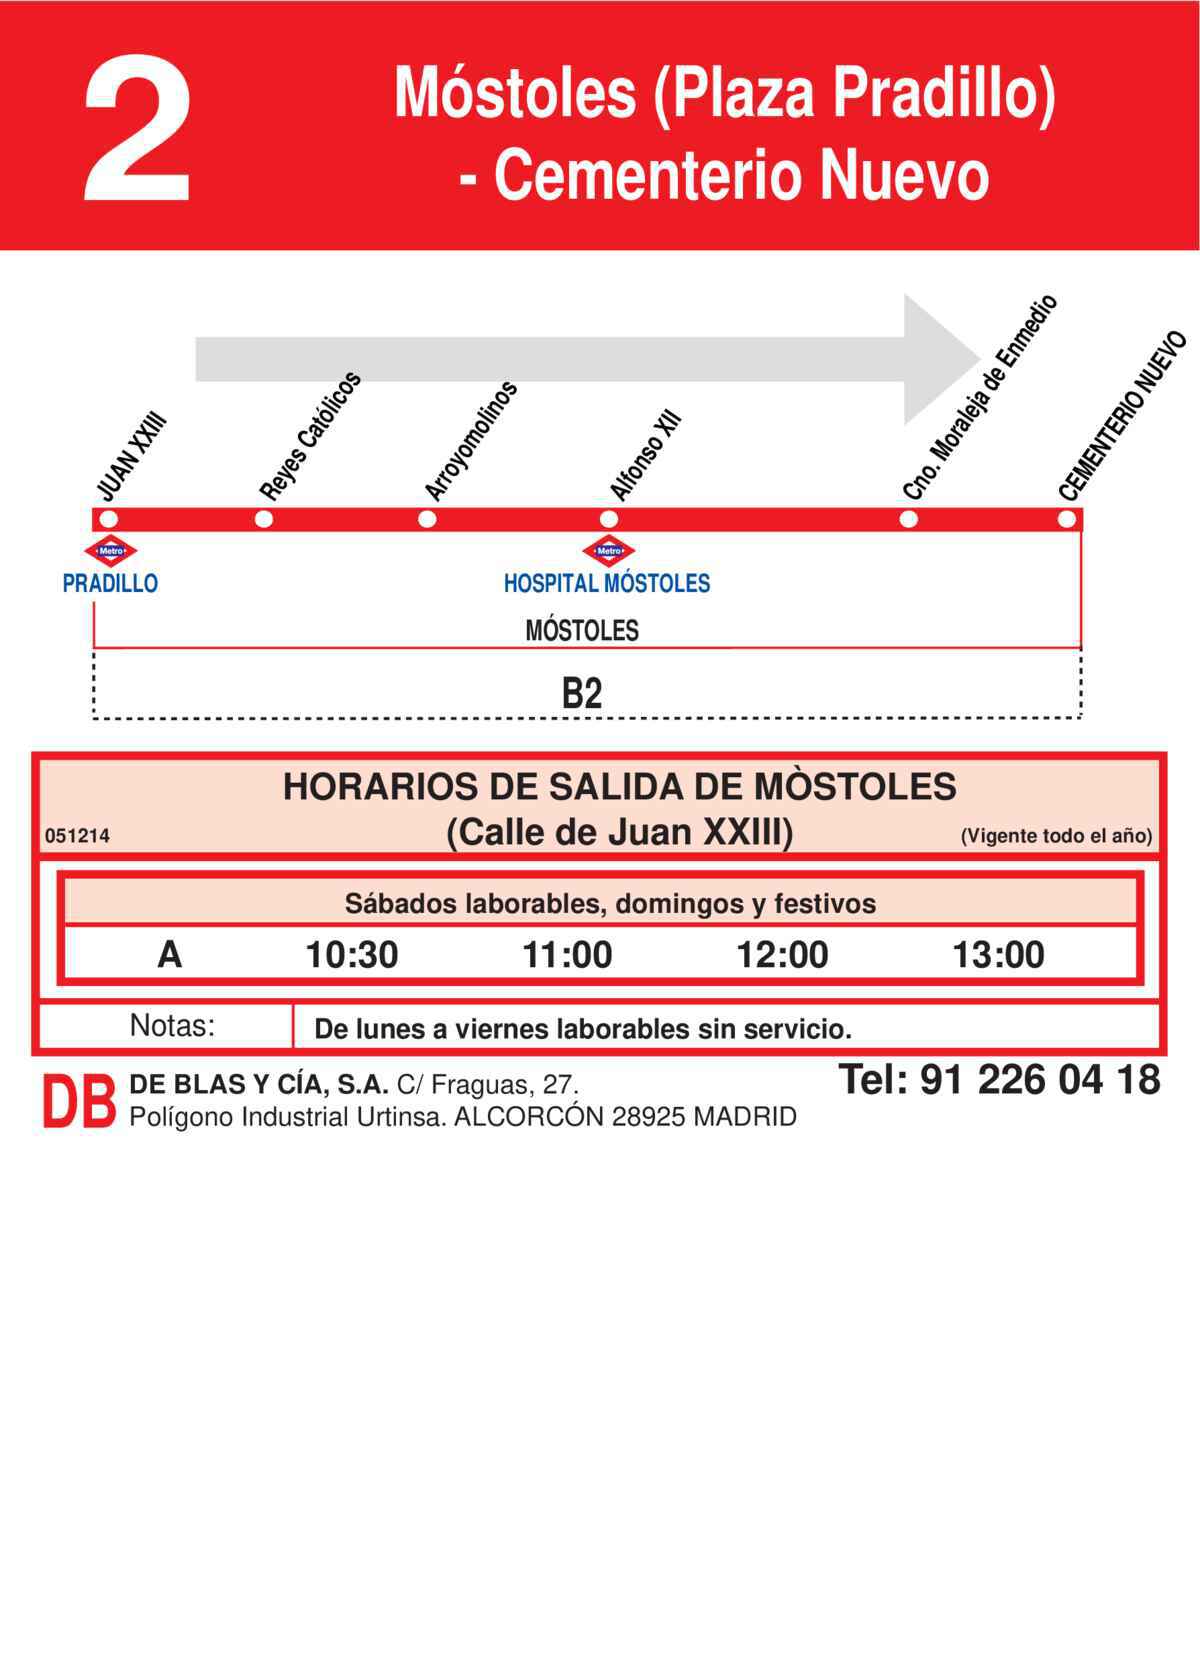 2
Móstoles (Plaza Pradillo)
- Cementerio Nuevo
JUAN XXIII
Reyes Católicos
Arroyomolinos
Alfonso XII
Cno. Moraleja de Enmedio
CEMENTERIO NUEVO
Metro
Metro
PRADILLO
HOSPITAL MÓSTOLES
MÓSTOLES
B2
HORARIOS DE SALIDA DE MÒSTOLES
051214 (Calle de Juan XXIII) (Vigente todo el año)
Sábados laborables, domingos y festivos
A 10:30 11:00 12:00 13:00
Notas: De lunes a viernes laborables sin servicio.
DB DE BLAS Y CÍA, S.A. C/ Fraguas, 27. Tel: 91 226 04 18
Polígono Industrial Urtinsa. ALCORCÓN 28925 MADRID